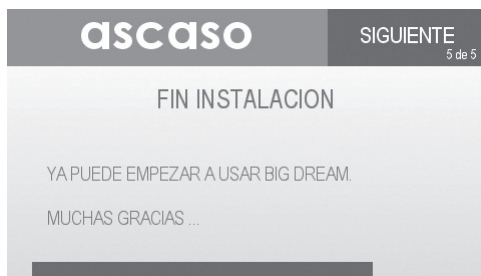 ascaso
SIGUIENTE
5 de 5
FIN INSTALACION
YA PUEDE EMPEZAR A USAR BIG DREAM.
MUCHAS GRACIAS ...